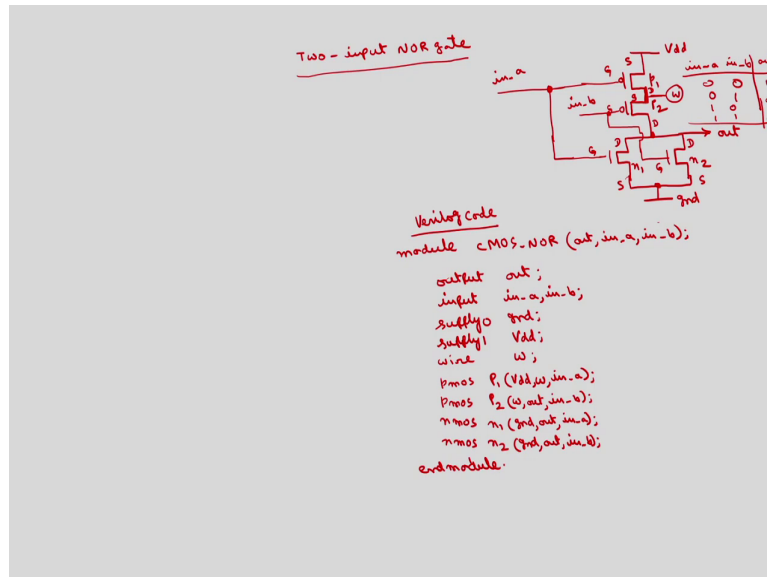 Two-input NOR gate
Vdd
S
in_a
G
P1
D
W
in_b
G
S
P2
D
in_a in_b
0 0
0 1
1 0
1 1
out
D
G
n1
S
D
G
n2
S
gnd
Verilog code
module CMOS_NOR (out, in_a, in_b);
output out;
input in_a, in_b;
supply0 gnd;
supply1 Vdd;
wire w;
pmos P1 (Vdd, w, in_a);
pmos P2 (w, out, in_b);
nmos n1 (gnd, out, in_a);
nmos n2 (gnd, out, in_b);
endmodule.